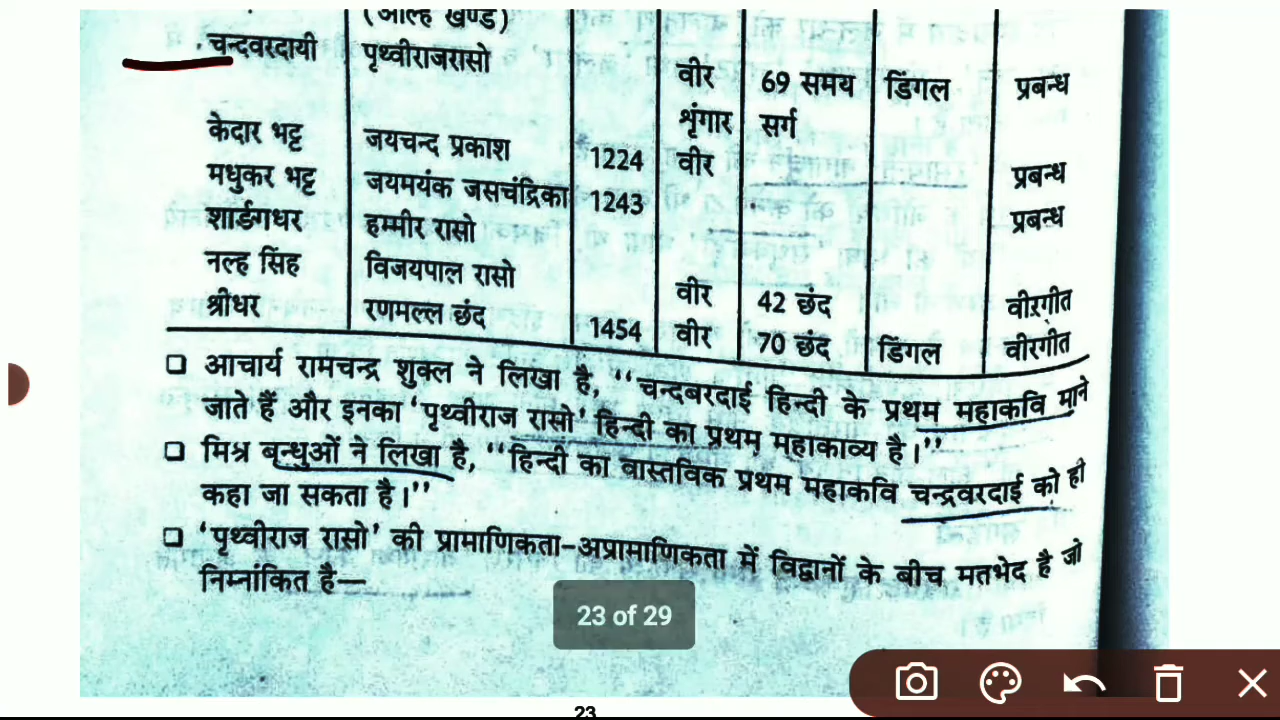 (आल्ह खण्ड)
चन्दवरदायी पृथ्वीराजरासो वीर 69 समय डिंगल प्रबन्ध
शृंगार सर्ग
केदार भट्ट जयचन्द प्रकाश 1224 वीर प्रबन्ध
मधुकर भट्ट जयमयंक जसचंद्रिका 1243 प्रबन्ध
शार्डगधर हम्मीर रासो
नल्ह सिंह विजयपाल रासो वीर 42 छंद वीरगीत
श्रीधर रणमल्ल छंद 1454 वीर 70 छंद डिंगल वीरगीत
❑ आचार्य रामचन्द्र शुक्ल ने लिखा है, ‘‘चन्दबरदाई हिन्दी के प्रथम महाकवि माने
जाते हैं और इनका ‘पृथ्वीराज रासो’ हिन्दी का प्रथम महाकाव्य है।’’
❑ मिश्र बन्धुओं ने लिखा है, ‘‘हिन्दी का वास्तविक प्रथम महाकवि चन्द्रवरदाई को ही
कहा जा सकता है।’’
❑ ‘पृथ्वीराज रासो’ की प्रामाणिकता-अप्रामाणिकता में विद्वानों के बीच मतभेद है जो
निम्नांकित है—
23 of 29
23